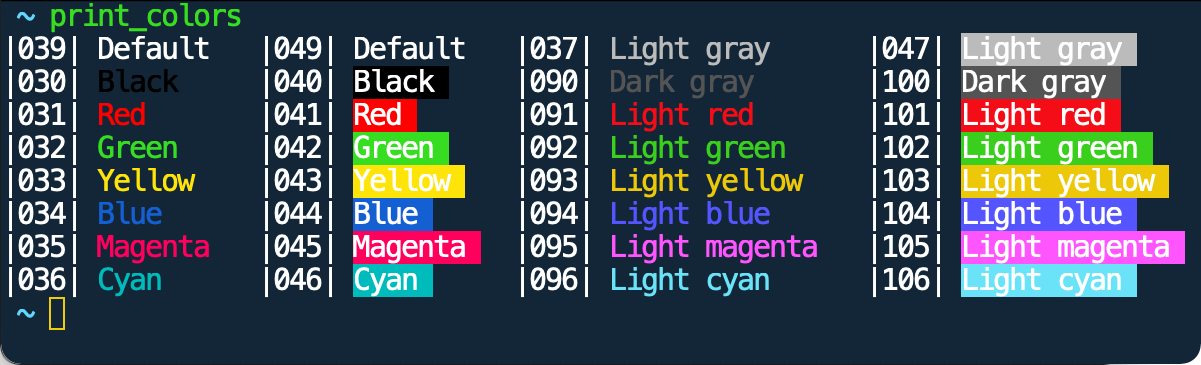 ~ print_colors
|039| Default |049| Default |037| Light gray |047| Light gray
|030| Black |040| Black |090| Dark gray |100| Dark gray
|031| Red |041| Red |091| Light red |101| Light red
|032| Green |042| Green |092| Light green |102| Light green
|033| Yellow |043| Yellow |093| Light yellow |103| Light yellow
|034| Blue |044| Blue |094| Light blue |104| Light blue
|035| Magenta |045| Magenta |095| Light magenta |105| Light magenta
|036| Cyan |046| Cyan |096| Light cyan |106| Light cyan
~